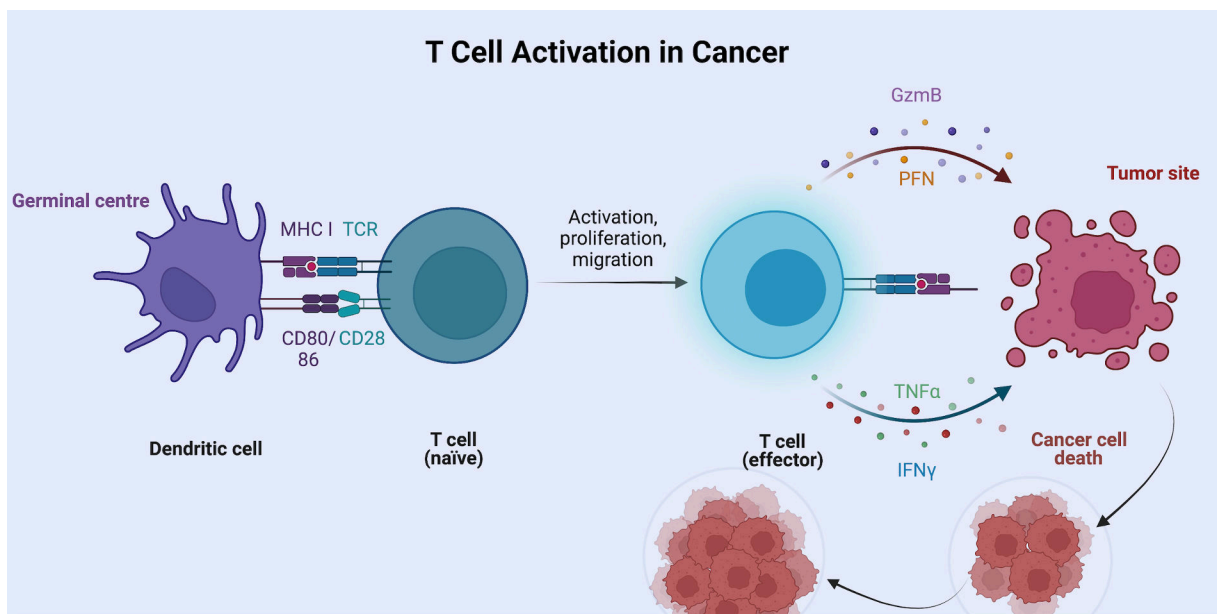 T Cell Activation in Cancer
GzmB
PFN
Tumor site
Germinal centre
MHC I TCR
Activation,
proliferation,
migration
CD80/
86
CD28
TNFα
IFNγ
Dendritic cell
T cell
(naïve)
T cell
(effector)
Cancer cell
death